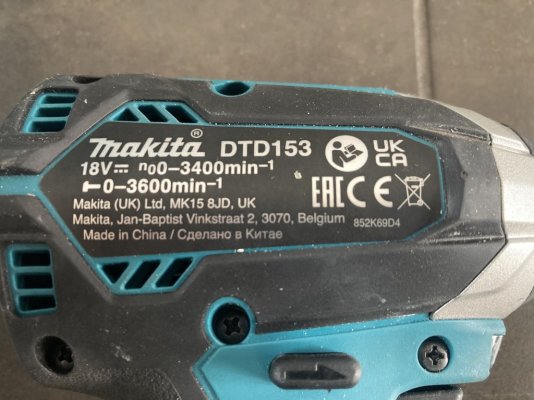 makita® DTD153
18V⎓ n00-3400min-1
0-3600min-1
Makita (UK) Ltd, MK15 8JD, UK
Makita, Jan-Baptist Vinkstraat 2, 3070, Belgium
Made in China / Сделано в Китае
UK
CA
EAC CE
852K69D4